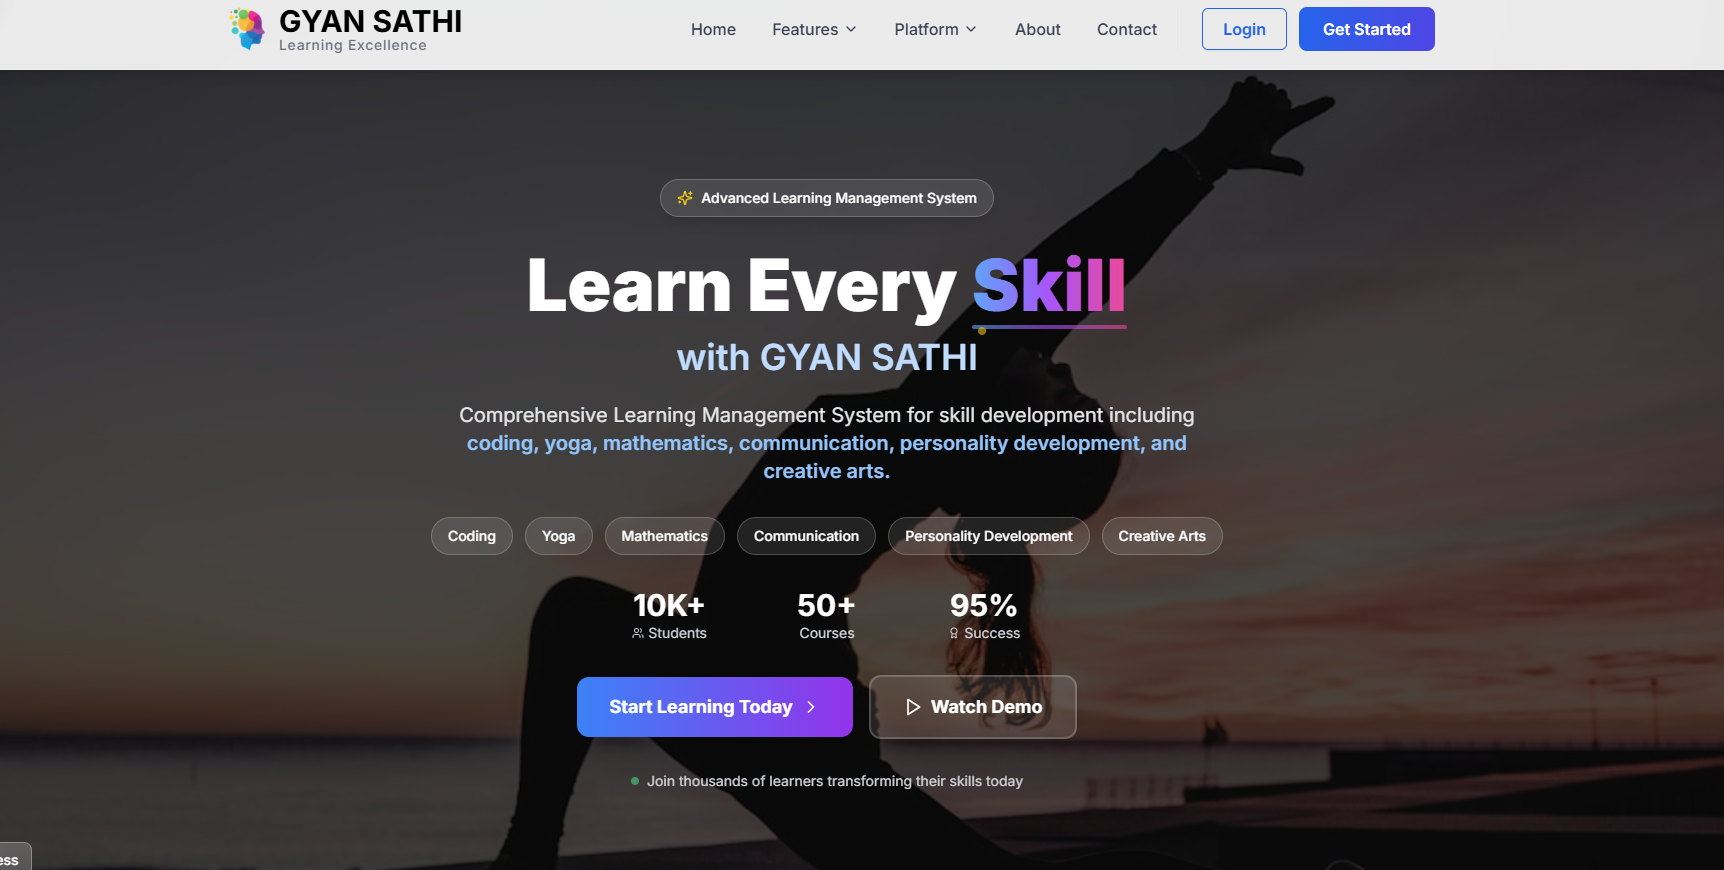 GYAN SATHI
Learning Excellence
Home
Features
Platform
About
Contact
Login
Get Started
Advanced Learning Management System
Learn Every Skill
with GYAN SATHI
Comprehensive Learning Management System for skill development including
coding, yoga, mathematics, communication, personality development, and
creative arts.
Coding
Yoga
Mathematics
Communication
Personality Development
Creative Arts
10K+
Students
50+
Courses
95%
Success
Start Learning Today
Watch Demo
Join thousands of learners transforming their skills today